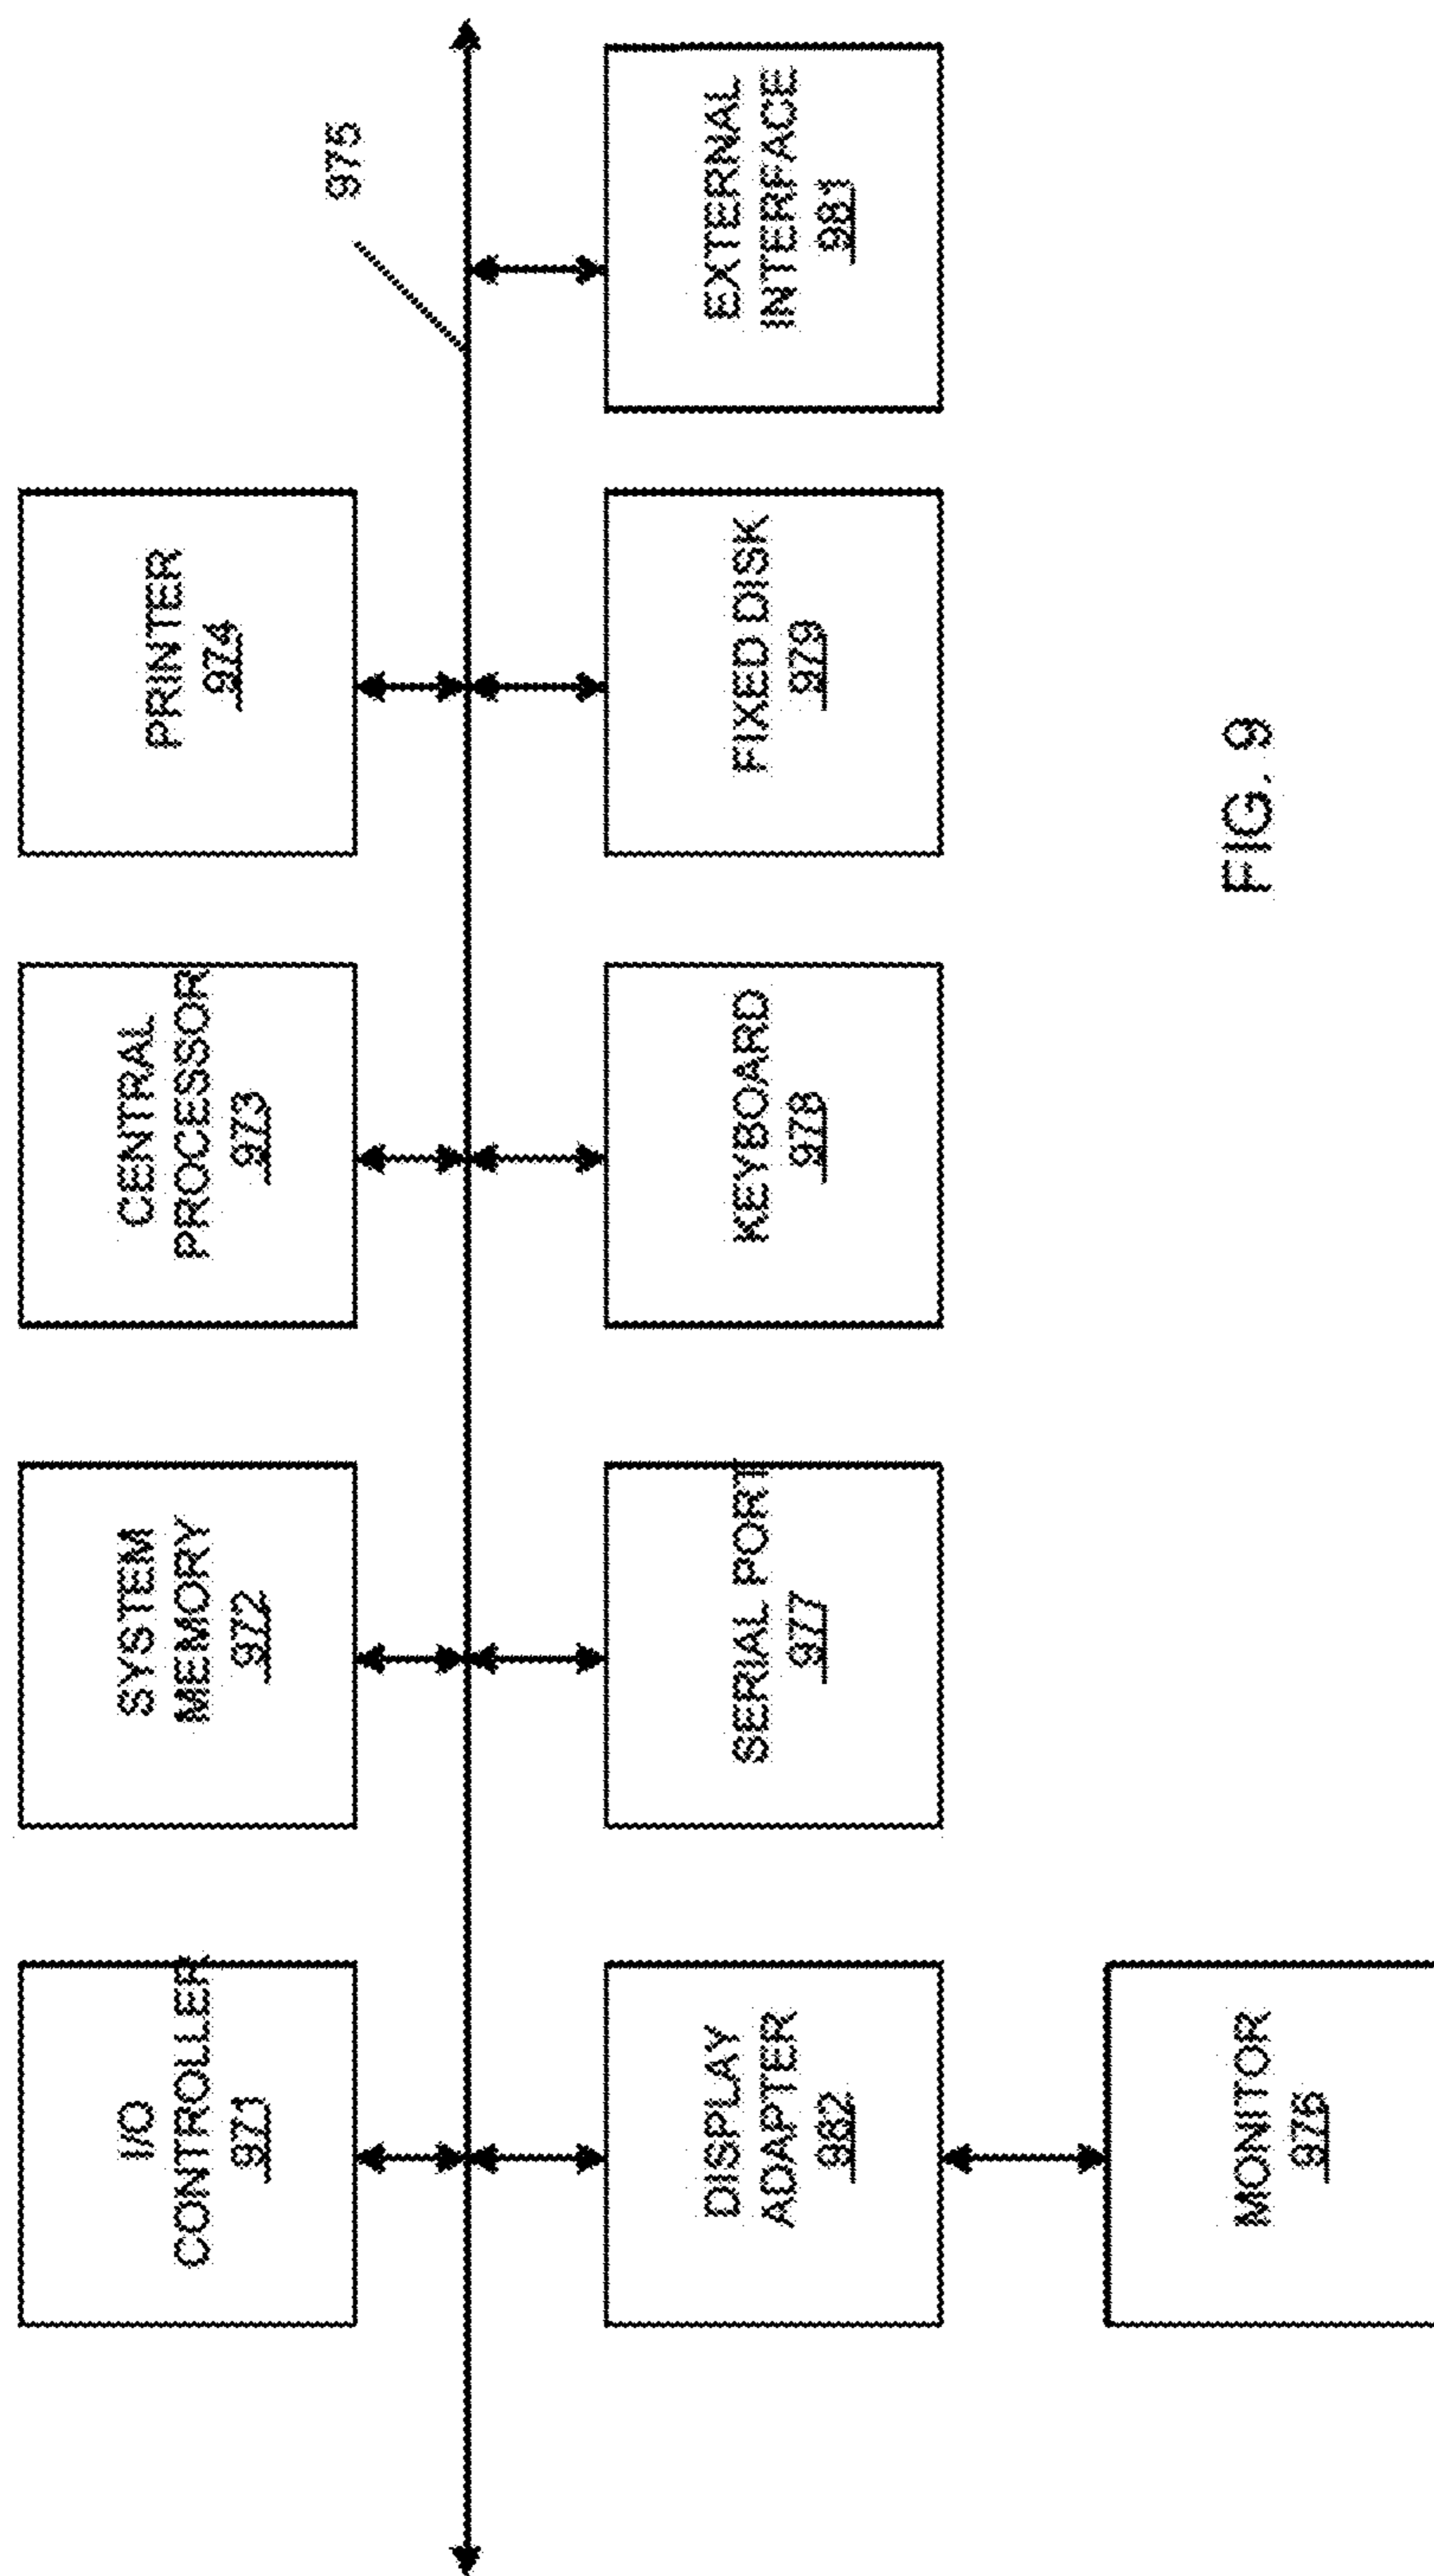 I/O
CONTROLLER
971
SYSTEM
MEMORY
972
CENTRAL
PROCESSOR
973
PRINTER
974
975
DISPLAY
ADAPTER
982
SERIAL PORT
977
KEYBOARD
978
FIXED DISK
979
EXTERNAL
INTERFACE
981
MONITOR
976
FIG. 9